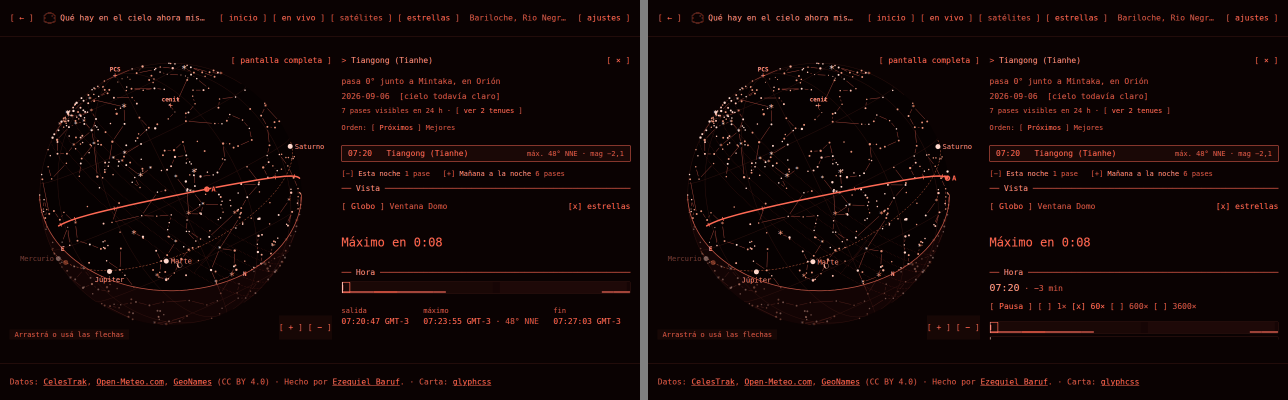 [ ← ] Qué hay en el cielo ahora mis… [ inicio ] [ en vivo ] [ satélites ] [ estrellas ] Bariloche, Rio Negr… [ ajustes ]
[ pantalla completa ]
PCS
cenit
Saturno
A
E
Mercurio
Marte
Júpiter
N
Arrastrá o usá las flechas
[ + ] [ − ]
> Tiangong (Tianhe) [ × ]
pasa 0° junto a Mintaka, en Orión
2026-09-06 [cielo todavía claro]
7 pases visibles en 24 h · [ ver 2 tenues ]
Orden: [ Próximos ] Mejores
07:20 Tiangong (Tianhe) máx. 48° NNE · mag −2,1
[−] Esta noche 1 pase [+] Mañana a la noche 6 pases
Vista
[ Globo ] Ventana Domo [x] estrellas
Máximo en 0:08
Hora
salida máximo fin
07:20:47 GMT-3 07:23:55 GMT-3 · 48° NNE 07:27:03 GMT-3
Datos: CelesTrak, Open-Meteo.com, GeoNames (CC BY 4.0) · Hecho por Ezequiel Baruf. · Carta: glyphcss
[ ← ] Qué hay en el cielo ahora mis… [ inicio ] [ en vivo ] [ satélites ] [ estrellas ] Bariloche, Rio Negr… [ ajustes ]
[ pantalla completa ]
PCS
cenit
Saturno
A
E
Mercurio
Marte
Júpiter
N
Arrastrá o usá las flechas
[ + ] [ − ]
> Tiangong (Tianhe) [ × ]
pasa 0° junto a Mintaka, en Orión
2026-09-06 [cielo todavía claro]
7 pases visibles en 24 h · [ ver 2 tenues ]
Orden: [ Próximos ] Mejores
07:20 Tiangong (Tianhe) máx. 48° NNE · mag −2,1
[−] Esta noche 1 pase [+] Mañana a la noche 6 pases
Vista
[ Globo ] Ventana Domo [x] estrellas
Máximo en 0:08
Hora
07:20 · −3 min
[ Pausa ] [ ] 1× [x] 60× [ ] 600× [ ] 3600×
Datos: CelesTrak, Open-Meteo.com, GeoNames (CC BY 4.0) · Hecho por Ezequiel Baruf. · Carta: glyphcss